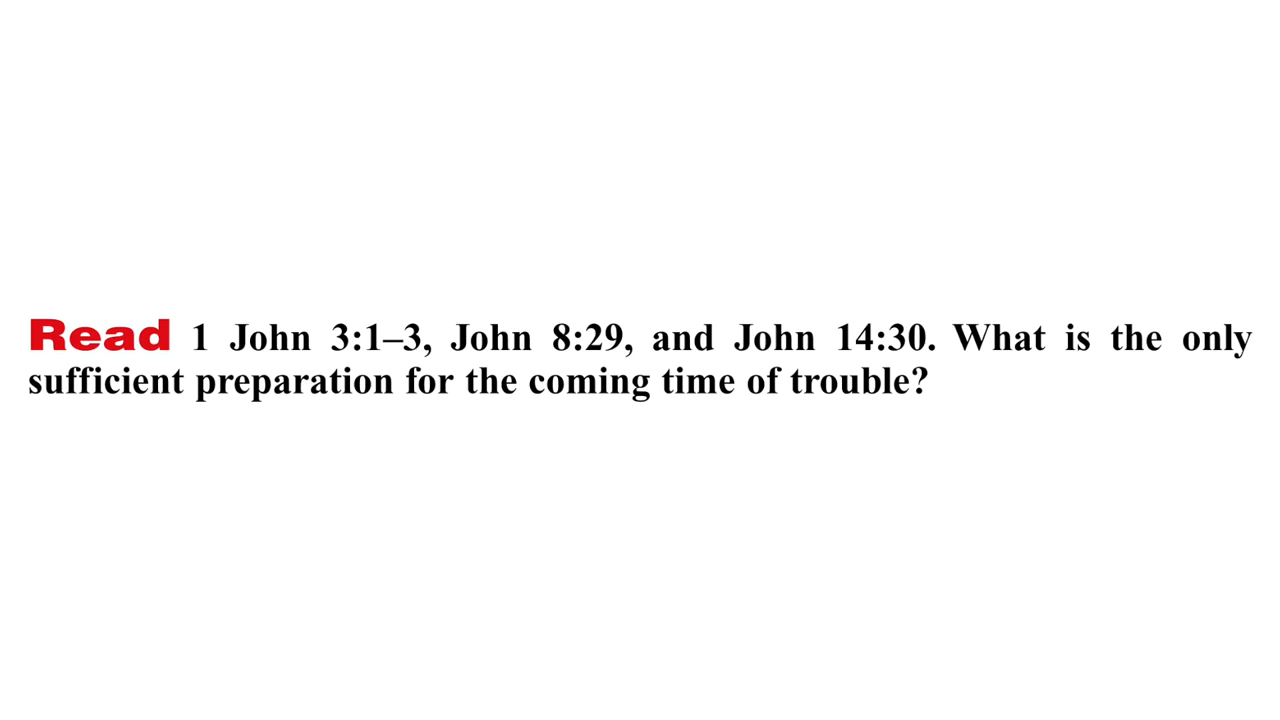 Read 1 John 3:1–3, John 8:29, and John 14:30. What is the only
sufficient preparation for the coming time of trouble?